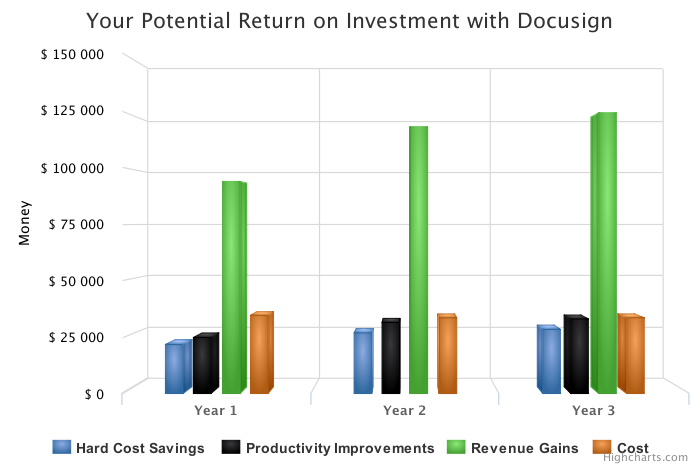 Your Potential Return on Investment with Docusign
$ 150 000
$ 125 000
$ 100 000
$ 75 000
$ 50 000
$ 25 000
$ 0
Money
Year 1
Year 2
Year 3
Hard Cost Savings
Productivity Improvements
Revenue Gains
Cost
Highcharts.com